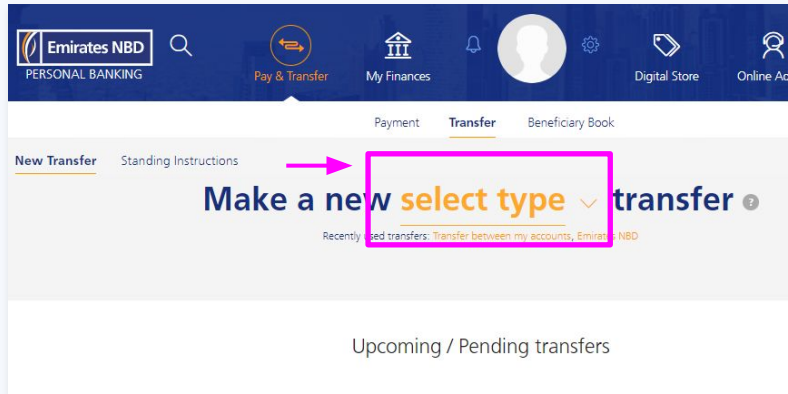 Emirates NBD
PERSONAL BANKING
Pay & Transfer
My Finances
Digital Store
Online
Payment Transfer Beneficiary Book
New Transfer Standing Instructions
Make a new select type transfer ?
Recently used transfers: Transfer between my accounts, Emirates NBD
Upcoming / Pending transfers